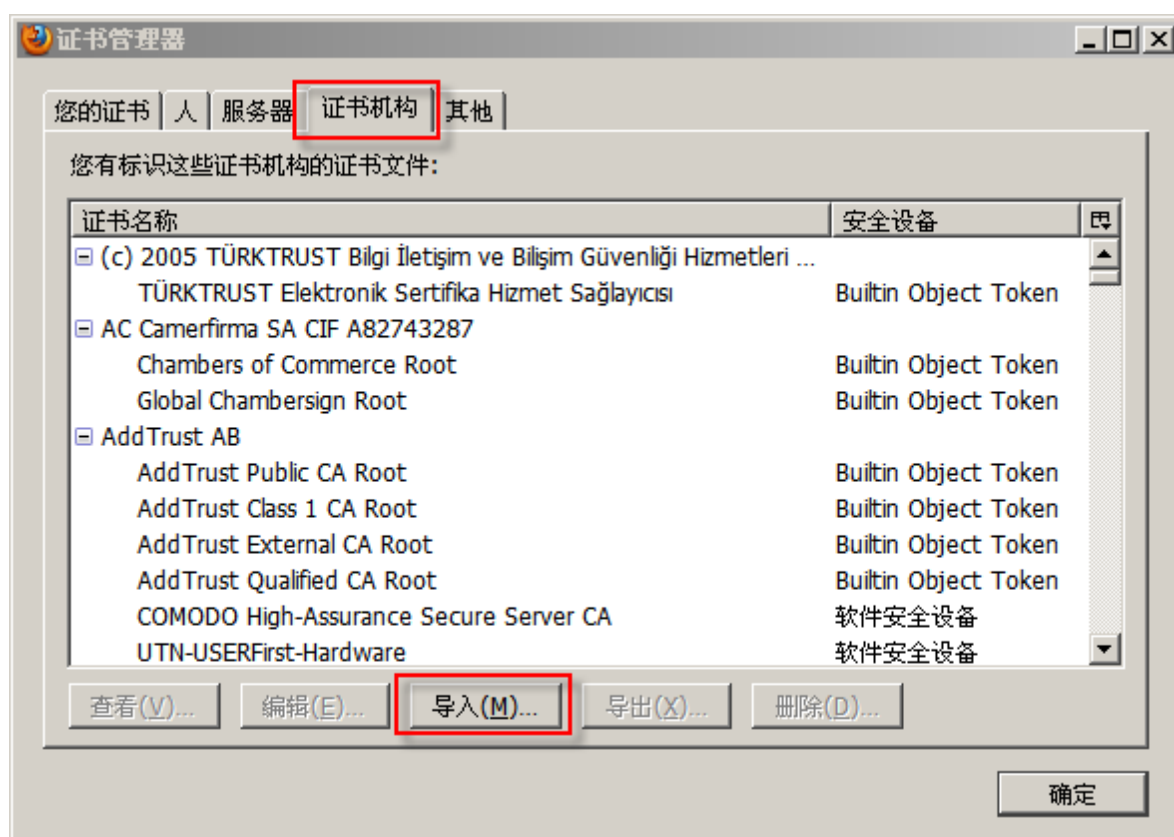 证书管理器
您的证书 人 服务器 证书机构 其他
您有标识这些证书机构的证书文件:
证书名称 安全设备
(c) 2005 TÜRKTRUST Bilgi İletişim ve Bilişim Güvenliği Hizmetleri ...
TÜRKTRUST Elektronik Sertifika Hizmet Sağlayıcısı Builtin Object Token
AC Camerfirma SA CIF A82743287
Chambers of Commerce Root Builtin Object Token
Global Chambersign Root Builtin Object Token
AddTrust AB
AddTrust Public CA Root Builtin Object Token
AddTrust Class 1 CA Root Builtin Object Token
AddTrust External CA Root Builtin Object Token
AddTrust Qualified CA Root Builtin Object Token
COMODO High-Assurance Secure Server CA 软件安全设备
UTN-USERFirst-Hardware 软件安全设备
查看(V)... 编辑(E)... 导入(M)... 导出(X)... 删除(D)...
确定